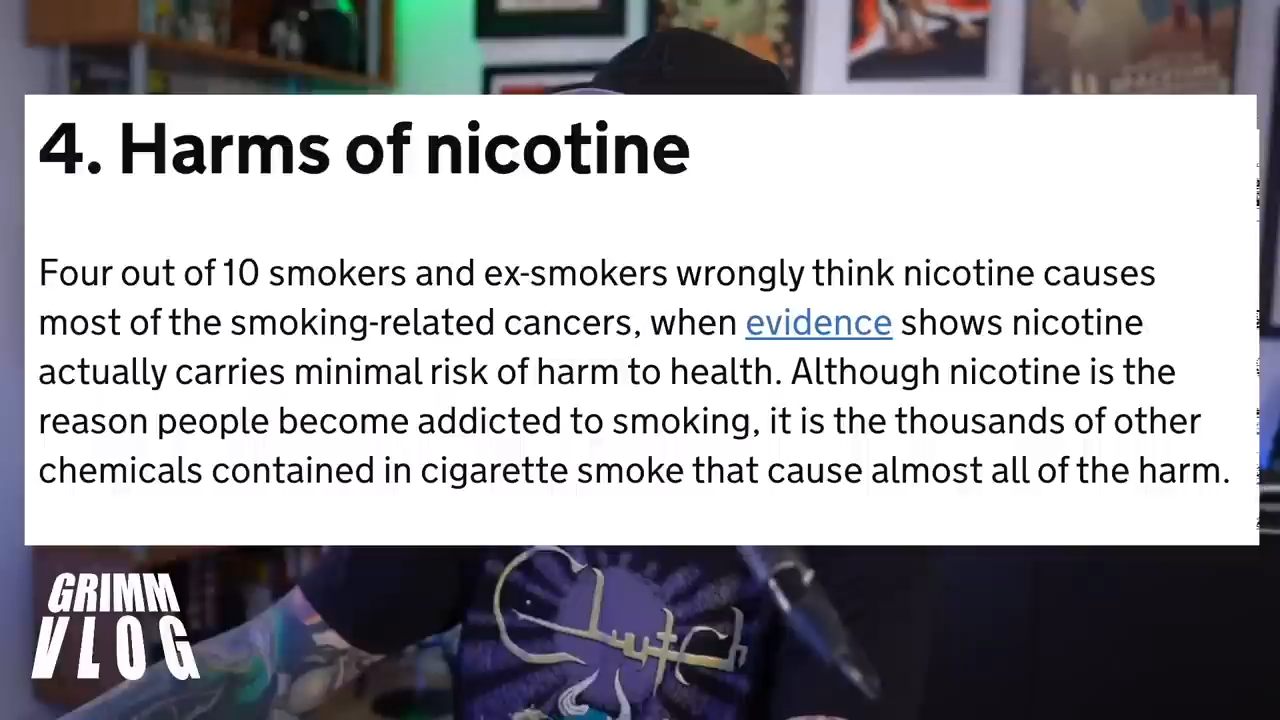 4. Harms of nicotine
Four out of 10 smokers and ex-smokers wrongly think nicotine causes
most of the smoking-related cancers, when evidence shows nicotine
actually carries minimal risk of harm to health. Although nicotine is the
reason people become addicted to smoking, it is the thousands of other
chemicals contained in cigarette smoke that cause almost all of the harm.
GRIMM
VLOG
Clutch